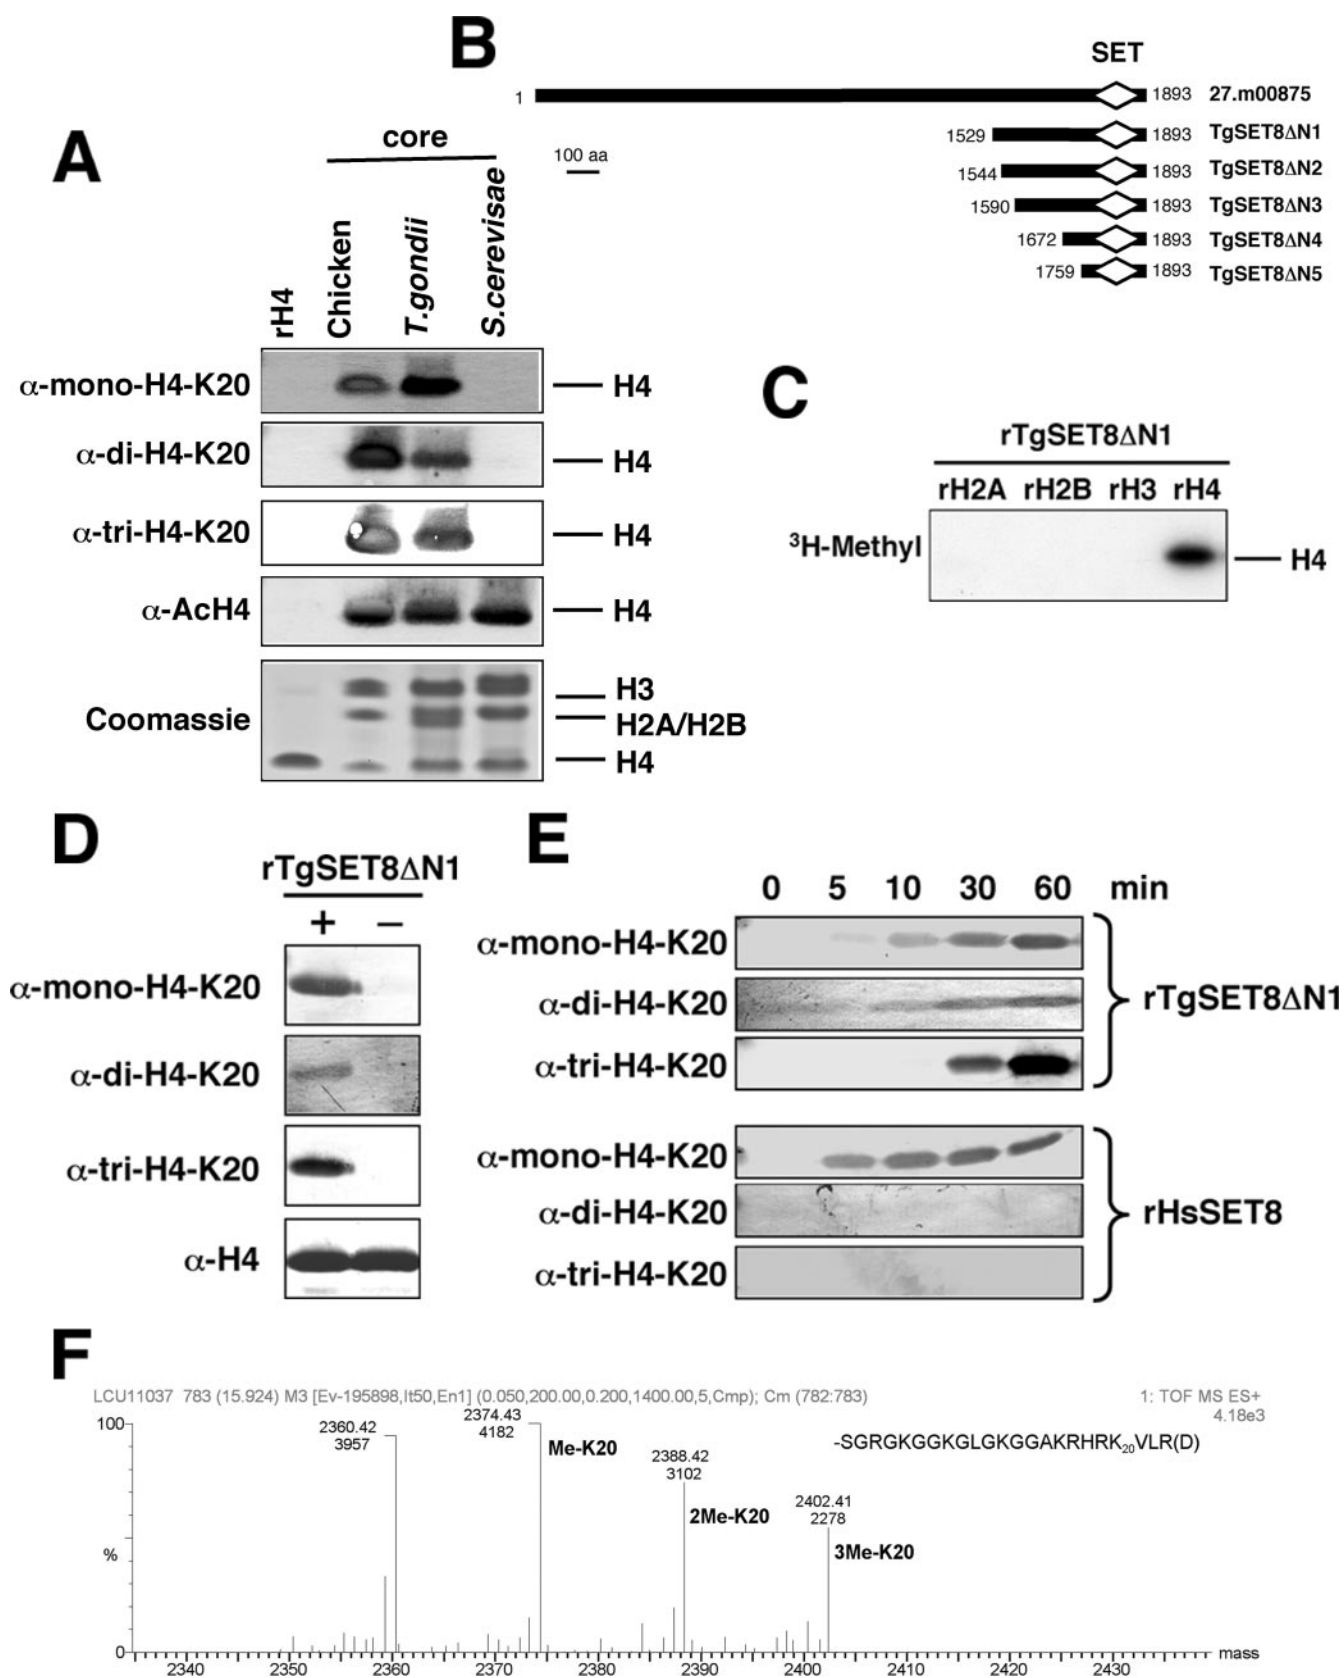 A
core
rH4
Chicken
T.gondii
S.cerevisae
α-mono-H4-K20
H4
α-di-H4-K20
H4
α-tri-H4-K20
H4
α-AcH4
H4
Coomassie
H3
H2A/H2B
H4
B
SET
1
1893 27.m00875
100 aa
1529 1893 TgSET8ΔN1
1544 1893 TgSET8ΔN2
1590 1893 TgSET8ΔN3
1672 1893 TgSET8ΔN4
1759 1893 TgSET8ΔN5
C
rTgSET8ΔN1
rH2A rH2B rH3 rH4
³H-Methyl
H4
D
rTgSET8ΔN1
+ −
α-mono-H4-K20
α-di-H4-K20
α-tri-H4-K20
α-H4
E
0 5 10 30 60 min
α-mono-H4-K20
α-di-H4-K20
α-tri-H4-K20
rTgSET8ΔN1
α-mono-H4-K20
α-di-H4-K20
α-tri-H4-K20
rHsSET8
F
LCU11037 783 (15.924) M3 [Ev-195898,It50,En1] (0.050,200.00,0.200,1400.00,5,Cmp); Cm (782:783)
1: TOF MS ES+
4.18e3
100
%
0
2360.42
3957
2374.43
4182
Me-K20
2388.42
3102
2Me-K20
2402.41
2278
3Me-K20
-SGRGKGGKGLGKGGAKRHRK₂₀VLR(D)
2340 2350 2360 2370 2380 2390 2400 2410 2420 2430 mass